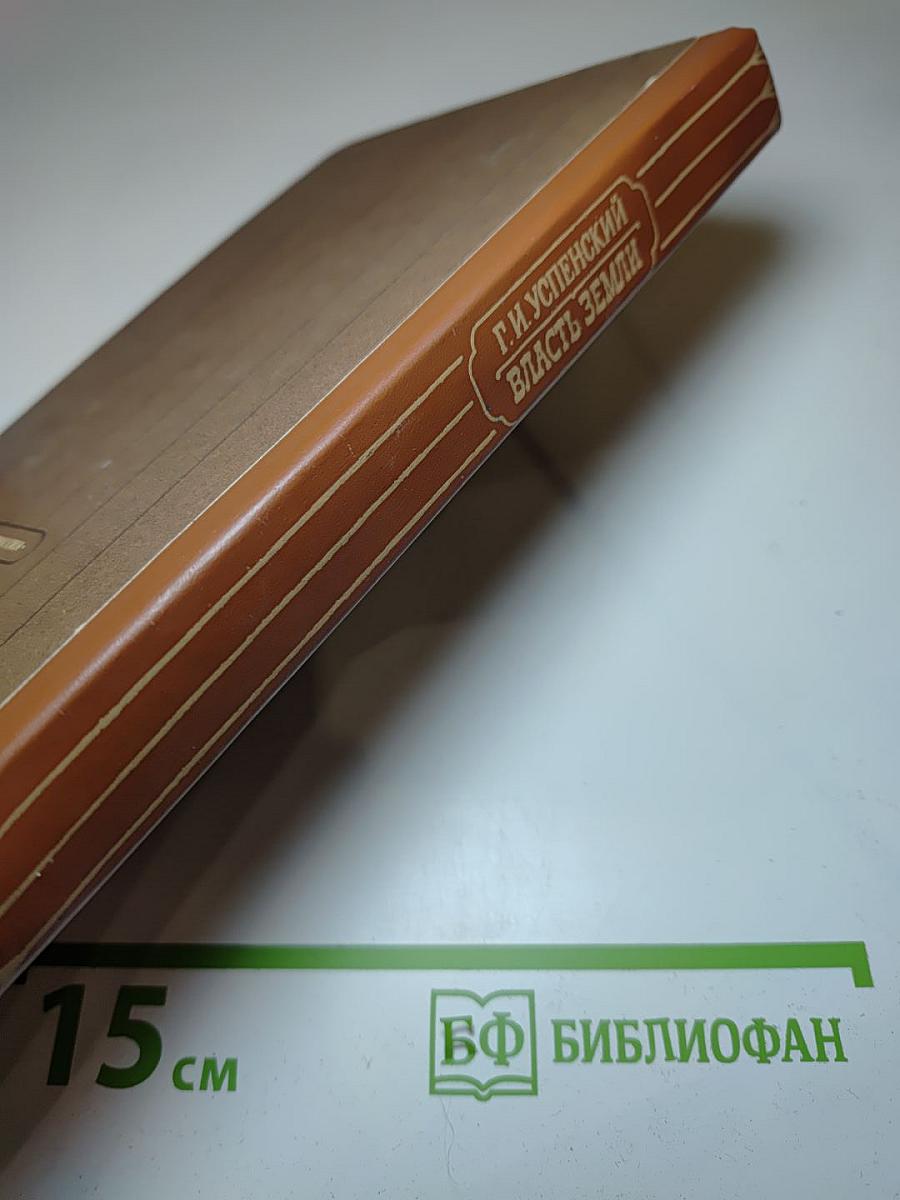 Г. И. УСПЕНСКИЙ
ВЛАСТЬ ЗЕМЛИ
15 см
БФ БИБЛИОФАН